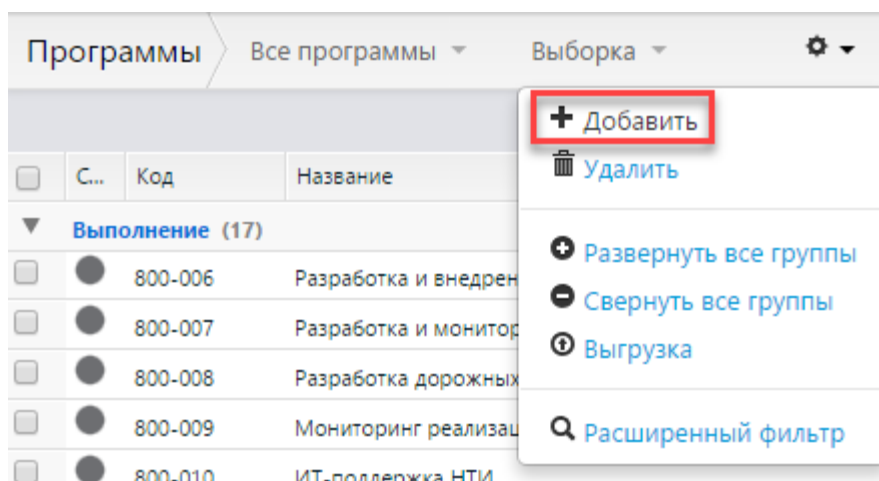 Программы Все программы Выборка
Добавить
Удалить
Развернуть все группы
Свернуть все группы
Выгрузка
Расширенный фильтр
С... Код Название
Выполнение (17)
800-006 Разработка и внедрен
800-007 Разработка и монитор
800-008 Разработка дорожных
800-009 Мониторинг реализац
800-010 ИТ-поддержка НТИ